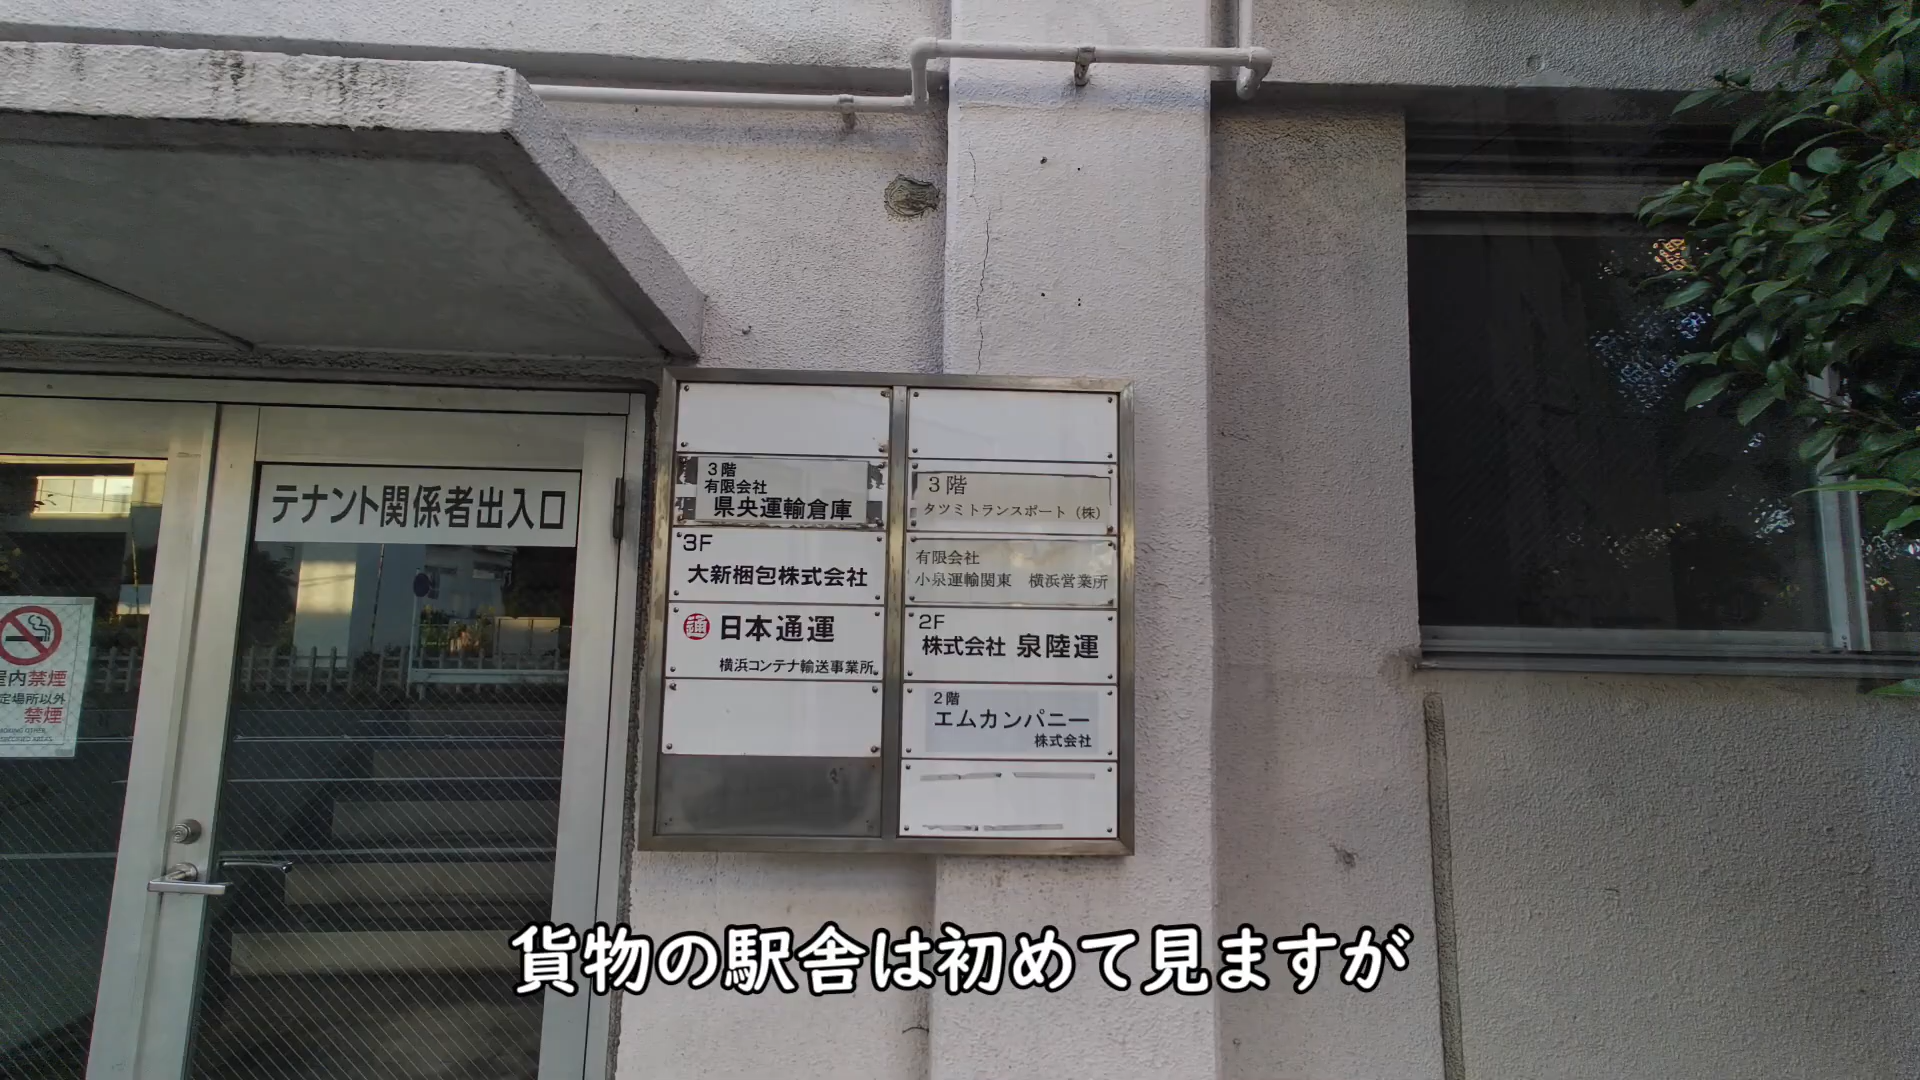 テナント関係者出入口
屋内禁煙
定場所以外
禁煙
3階
有限会社
県央運輸倉庫
3F
大新梱包株式会社
通 日本通運
横浜コンテナ輸送事業所
3階
タツミトランスポート（株）
有限会社
小泉運輸関東 横浜営業所
2F
株式会社 泉陸運
2階
エムカンパニー
株式会社
貨物の駅舎は初めて見ますが